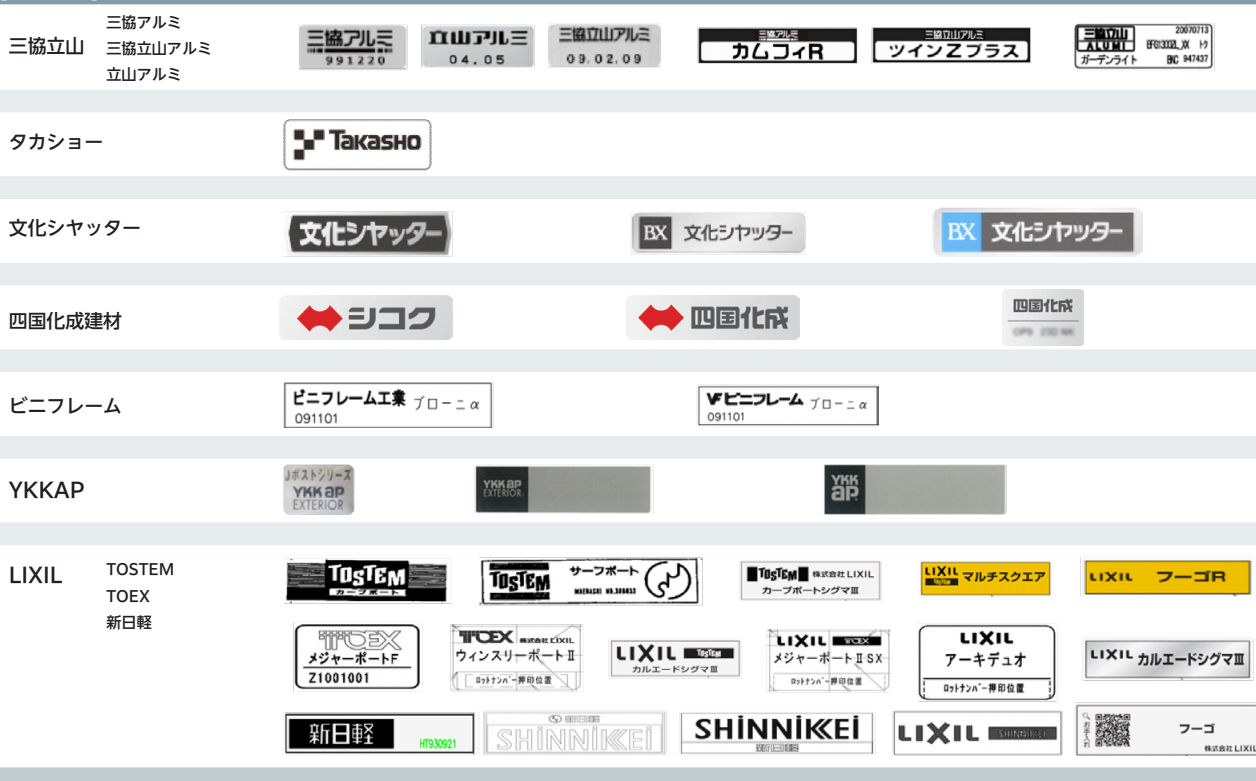 三協立山
三協アルミ
三協立山アルミ
立山アルミ
三協アルミ
991220
立山アルミ
04.05
三協立山アルミ
09.02.09
三協アルミ
カムフィR
三協立山アルミ
ツインZプラス
三協立山
ALUMI
ガーデンライト
20070713
トク
947437
タカショー
Takasho
文化シヤッター
文化シヤッター
BX 文化シヤッター
BX 文化シヤッター
四国化成建材
シコク
四国化成
四国化成
ビニフレーム
ビニフレーム工業 ブローニα
091101
VFビニフレーム ブローニα
091101
YKKAP
Jポストシリーズ
YKK ap
EXTERIOR
YKK ap
EXTERIOR
YKK
ap
LIXIL
TOSTEM
TOEX
新日軽
TOSTEM
カーブポート
TOSTEM サーフポート
TOSTEM 株式会社LIXIL
カーブポートシグマⅢ
LIXIL マルチスクエア
TOSTEM
LIXIL フーゴR
TOEX
メジャーポートF
Z1001001
TOEX 株式会社LIXIL
ウィンスリーポートⅡ
ロットナンバー押印位置
LIXIL TOSTEM
カルエードシグマⅢ
LIXIL TOEX
メジャーポートⅡSX
ロットナンバー押印位置
LIXIL
アーキデュオ
ロットナンバー押印位置
LIXIL カルエードシグマⅢ
新日軽 HT930921
新日軽
SHiNNiKKEi
SHiNNiKKEi
新日軽
LIXIL SHiNNiKKEi
お手入れ
フーゴ
株式会社LIXIL